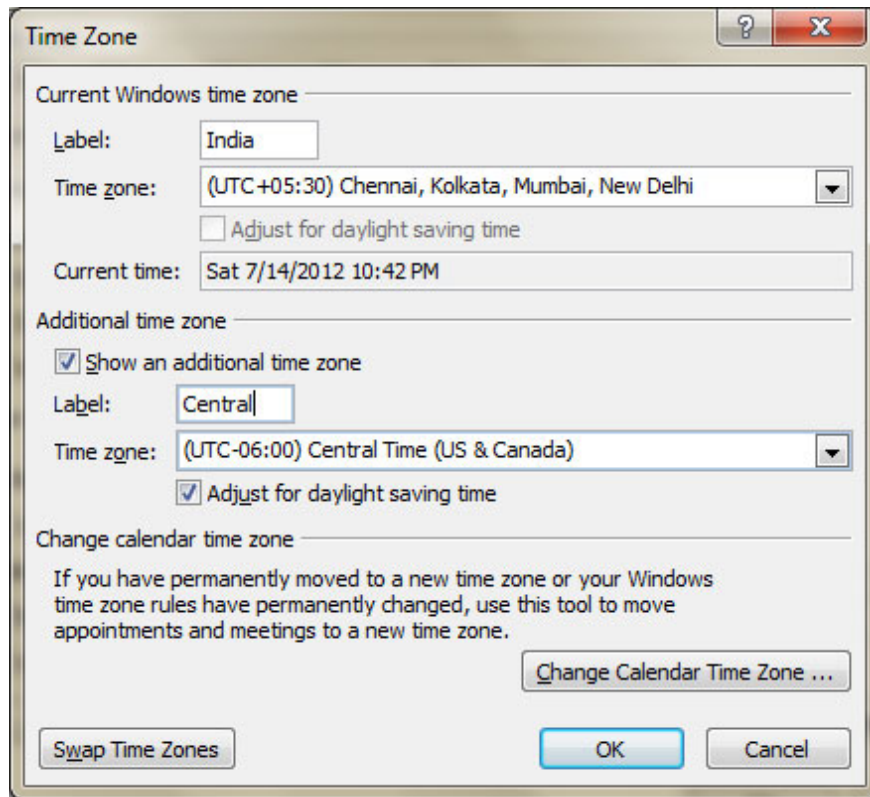 Time Zone
Current Windows time zone
Label: India
Time zone: (UTC+05:30) Chennai, Kolkata, Mumbai, New Delhi
Adjust for daylight saving time
Current time: Sat 7/14/2012 10:42 PM
Additional time zone
Show an additional time zone
Label: Central
Time zone: (UTC-06:00) Central Time (US & Canada)
Adjust for daylight saving time
Change calendar time zone
If you have permanently moved to a new time zone or your Windows
time zone rules have permanently changed, use this tool to move
appointments and meetings to a new time zone.
Change Calendar Time Zone ...
Swap Time Zones OK Cancel